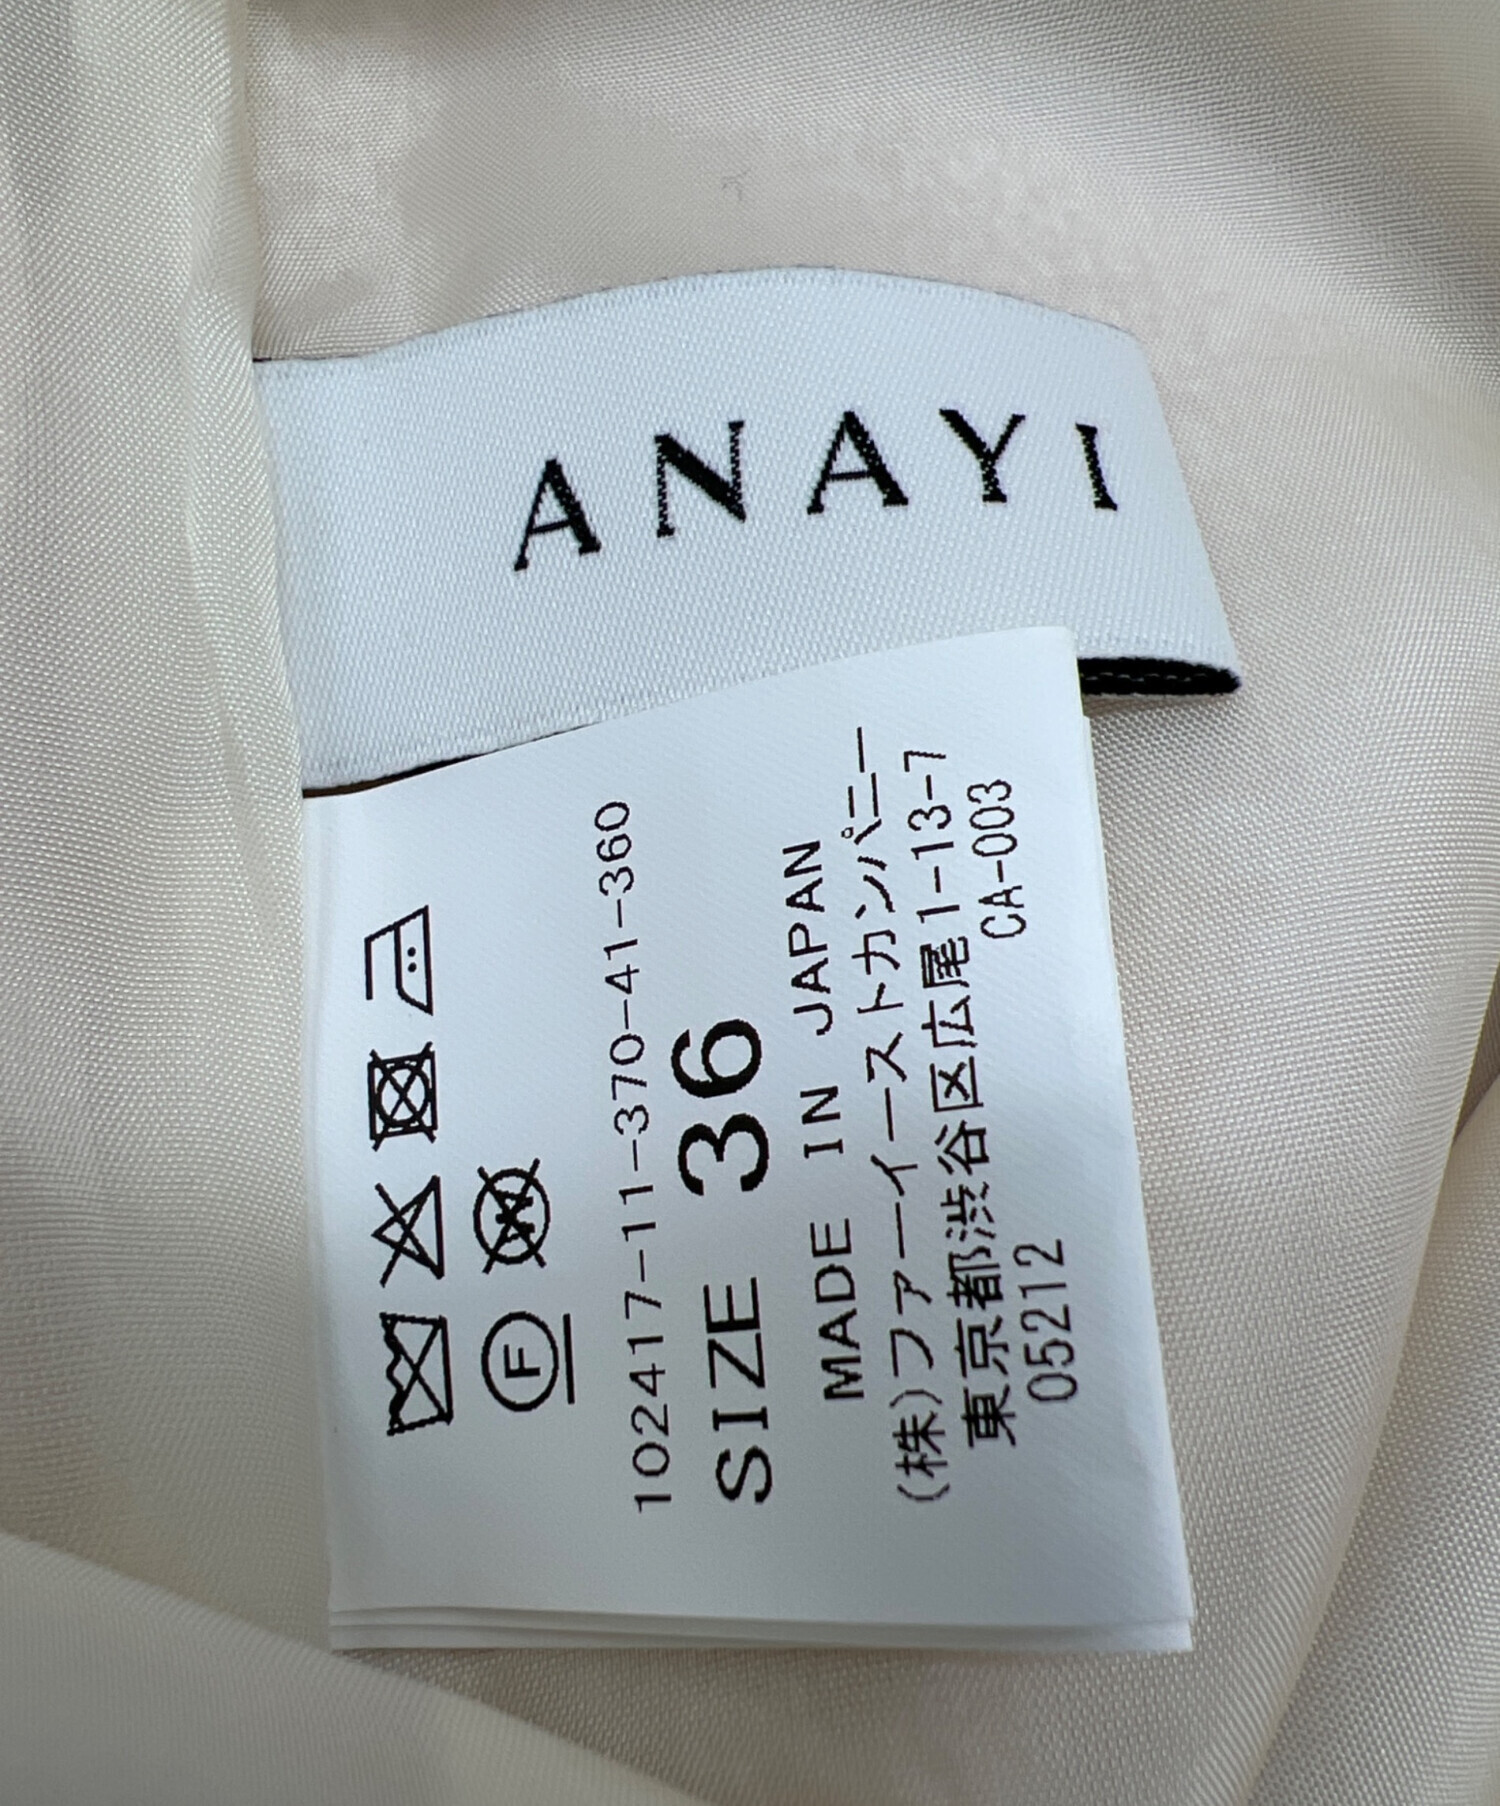 ANAYI
F
W
102417-11-370-41-360
SIZE 36
MADE IN JAPAN
(株)ファーイーストカンパニー
東京都渋谷区広尾1-13-7
05212 CA-003